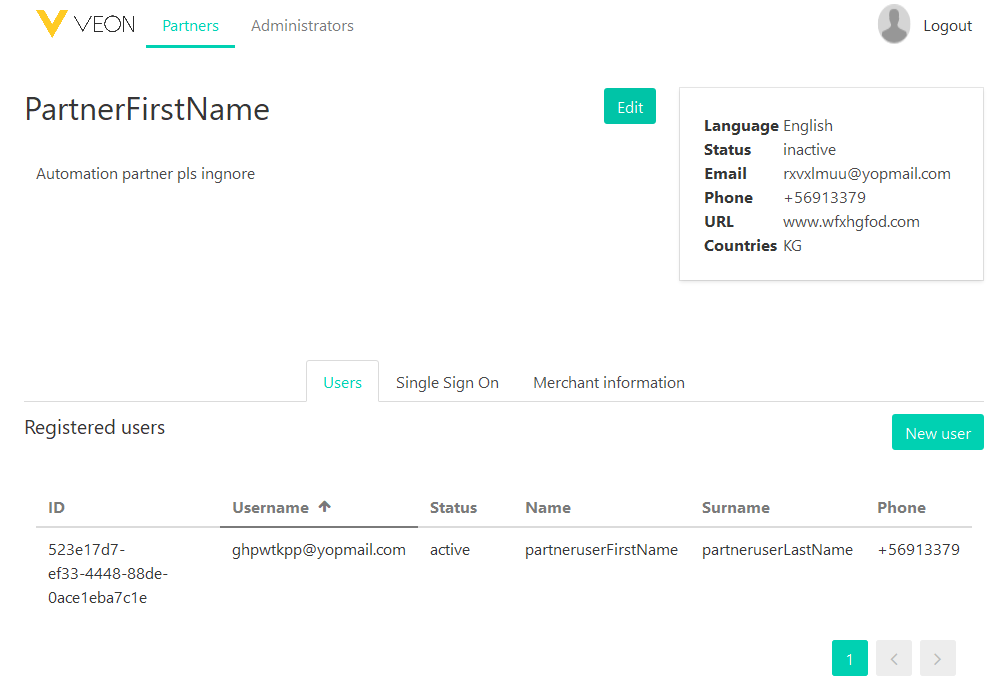 VEON Partners Administrators Logout
PartnerFirstName Edit
Automation partner pls ingnore
Language English
Status inactive
Email rxvxlmuu@yopmail.com
Phone +56913379
URL www.wfxhgfod.com
Countries KG
Users Single Sign On Merchant information
Registered users New user
ID Username Status Name Surname Phone
523e17d7- ghpwtkpp@yopmail.com active partneruserFirstName partneruserLastName +56913379
ef33-4448-88de-
0ace1eba7c1e
1